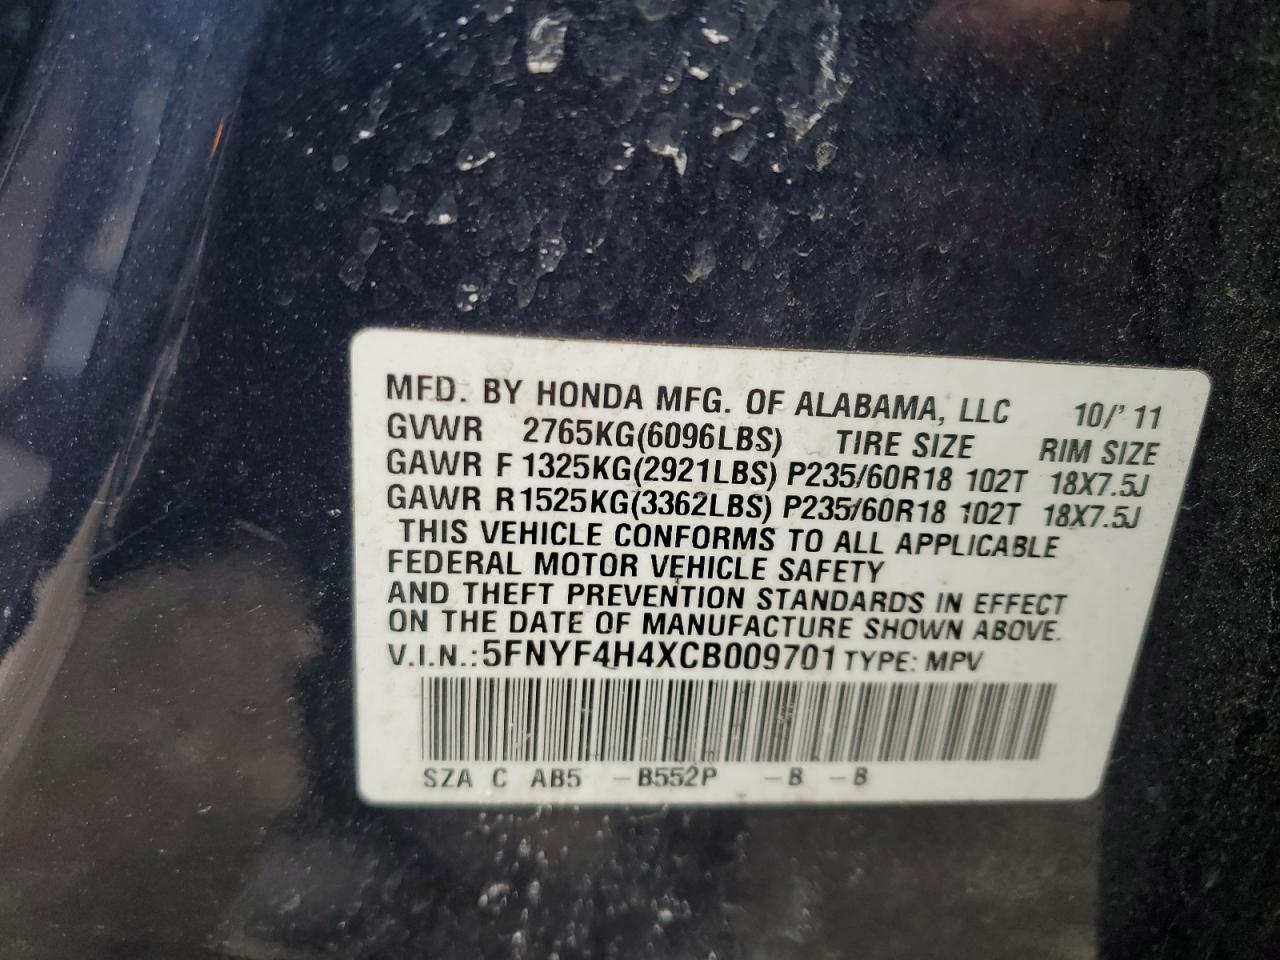 MFD. BY HONDA MFG. OF ALABAMA, LLC 10/' 11
GVWR 2765KG(6096LBS) TIRE SIZE RIM SIZE
GAWR F 1325KG(2921LBS) P235/60R18 102T 18X7.5J
GAWR R1525KG(3362LBS) P235/60R18 102T 18X7.5J
THIS VEHICLE CONFORMS TO ALL APPLICABLE
FEDERAL MOTOR VEHICLE SAFETY
AND THEFT PREVENTION STANDARDS IN EFFECT
ON THE DATE OF MANUFACTURE SHOWN ABOVE.
V.I.N.:5FNYF4H4XCB009701 TYPE: MPV
SZA C AB5 -B552P -B -B